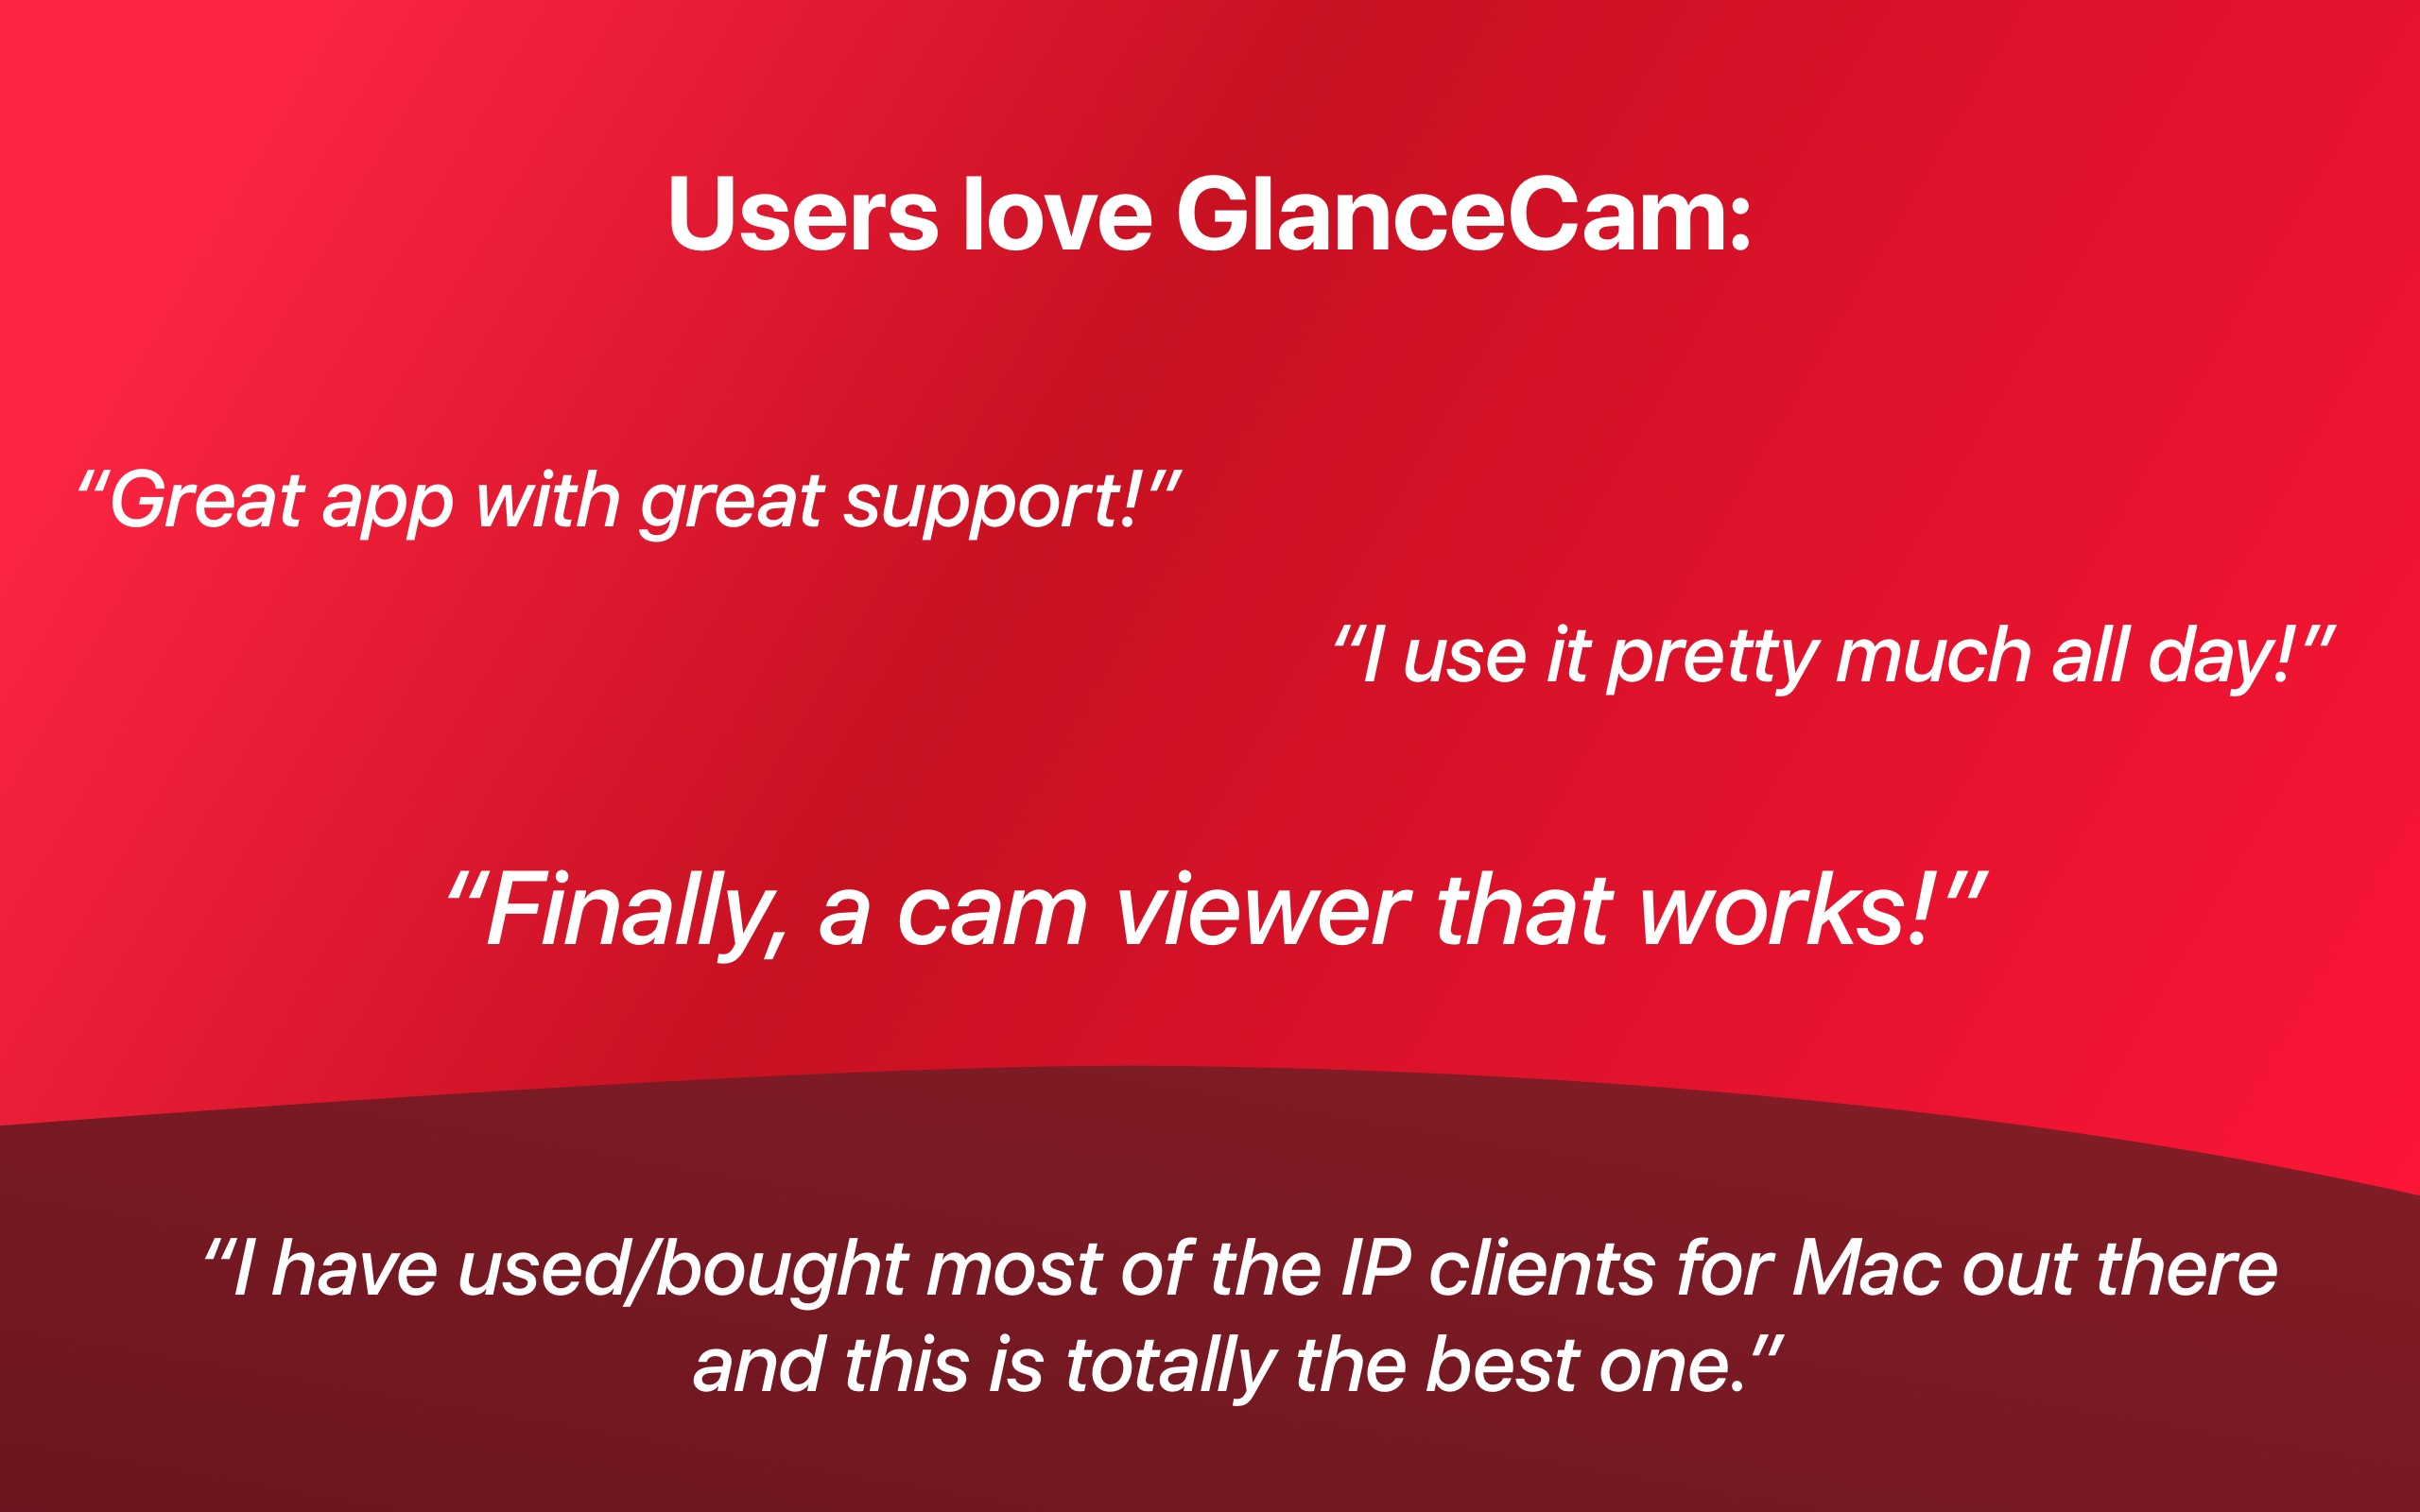 Users love GlanceCam:
“Great app with great support!”
“I use it pretty much all day!”
“Finally, a cam viewer that works!”
“I have used/bought most of the IP clients for Mac out there
and this is totally the best one.”